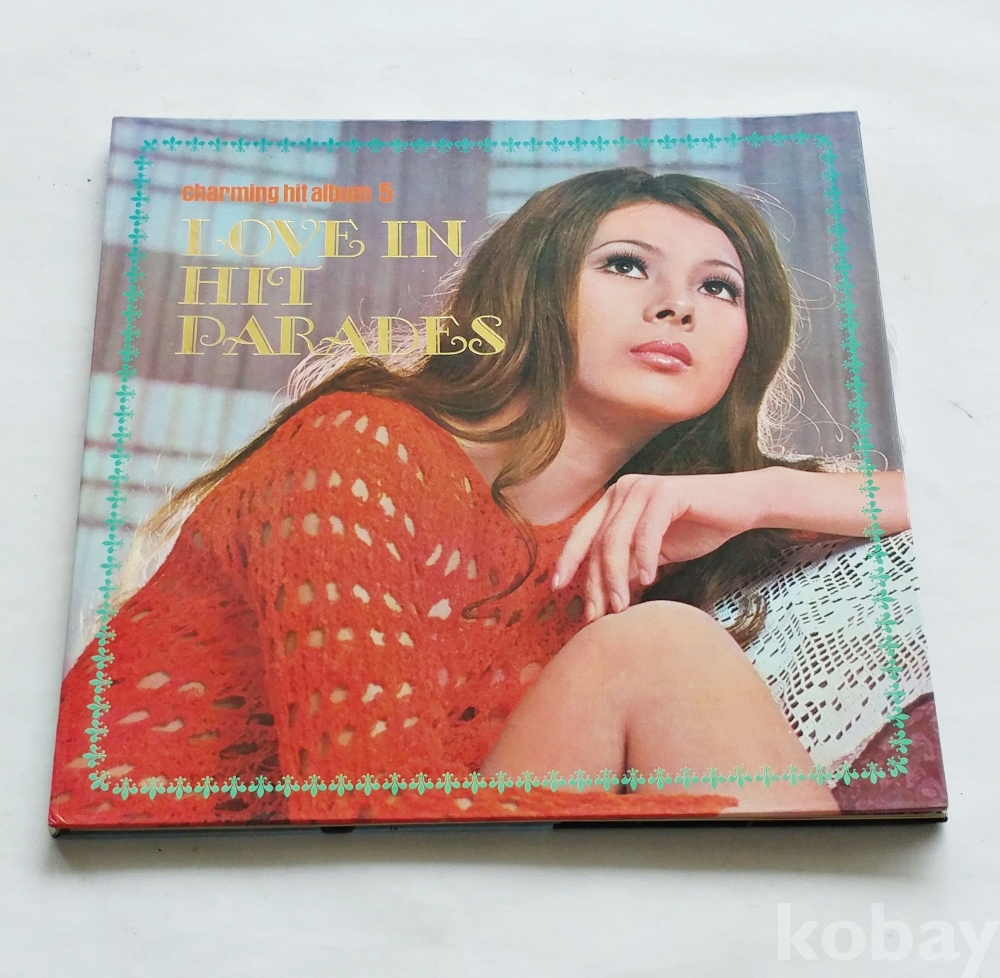 charming hit album 5
LOVE IN
HIT
PARADES
kobay